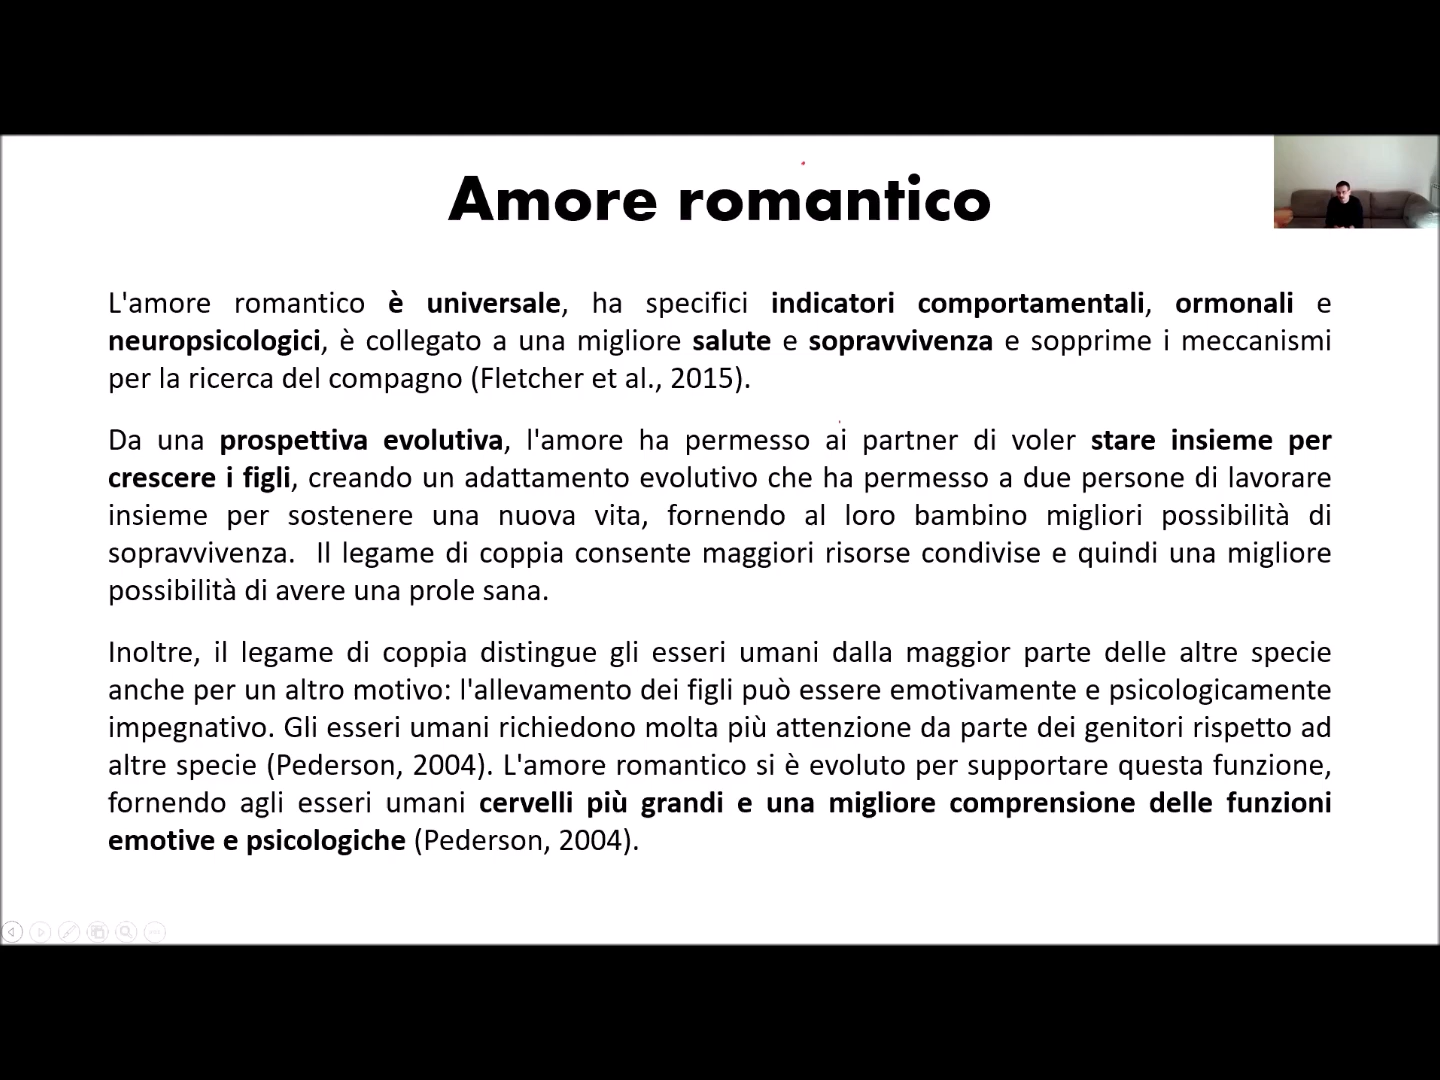 Amore romantico
L'amore romantico è universale, ha specifici indicatori comportamentali, ormonali e
neuropsicologici, è collegato a una migliore salute e sopravvivenza e sopprime i meccanismi
per la ricerca del compagno (Fletcher et al., 2015).
Da una prospettiva evolutiva, l'amore ha permesso ai partner di voler stare insieme per
crescere i figli, creando un adattamento evolutivo che ha permesso a due persone di lavorare
insieme per sostenere una nuova vita, fornendo al loro bambino migliori possibilità di
sopravvivenza.  Il legame di coppia consente maggiori risorse condivise e quindi una migliore
possibilità di avere una prole sana.
Inoltre, il legame di coppia distingue gli esseri umani dalla maggior parte delle altre specie
anche per un altro motivo: l'allevamento dei figli può essere emotivamente e psicologicamente
impegnativo. Gli esseri umani richiedono molta più attenzione da parte dei genitori rispetto ad
altre specie (Pederson, 2004). L'amore romantico si è evoluto per supportare questa funzione,
fornendo agli esseri umani cervelli più grandi e una migliore comprensione delle funzioni
emotive e psicologiche (Pederson, 2004).